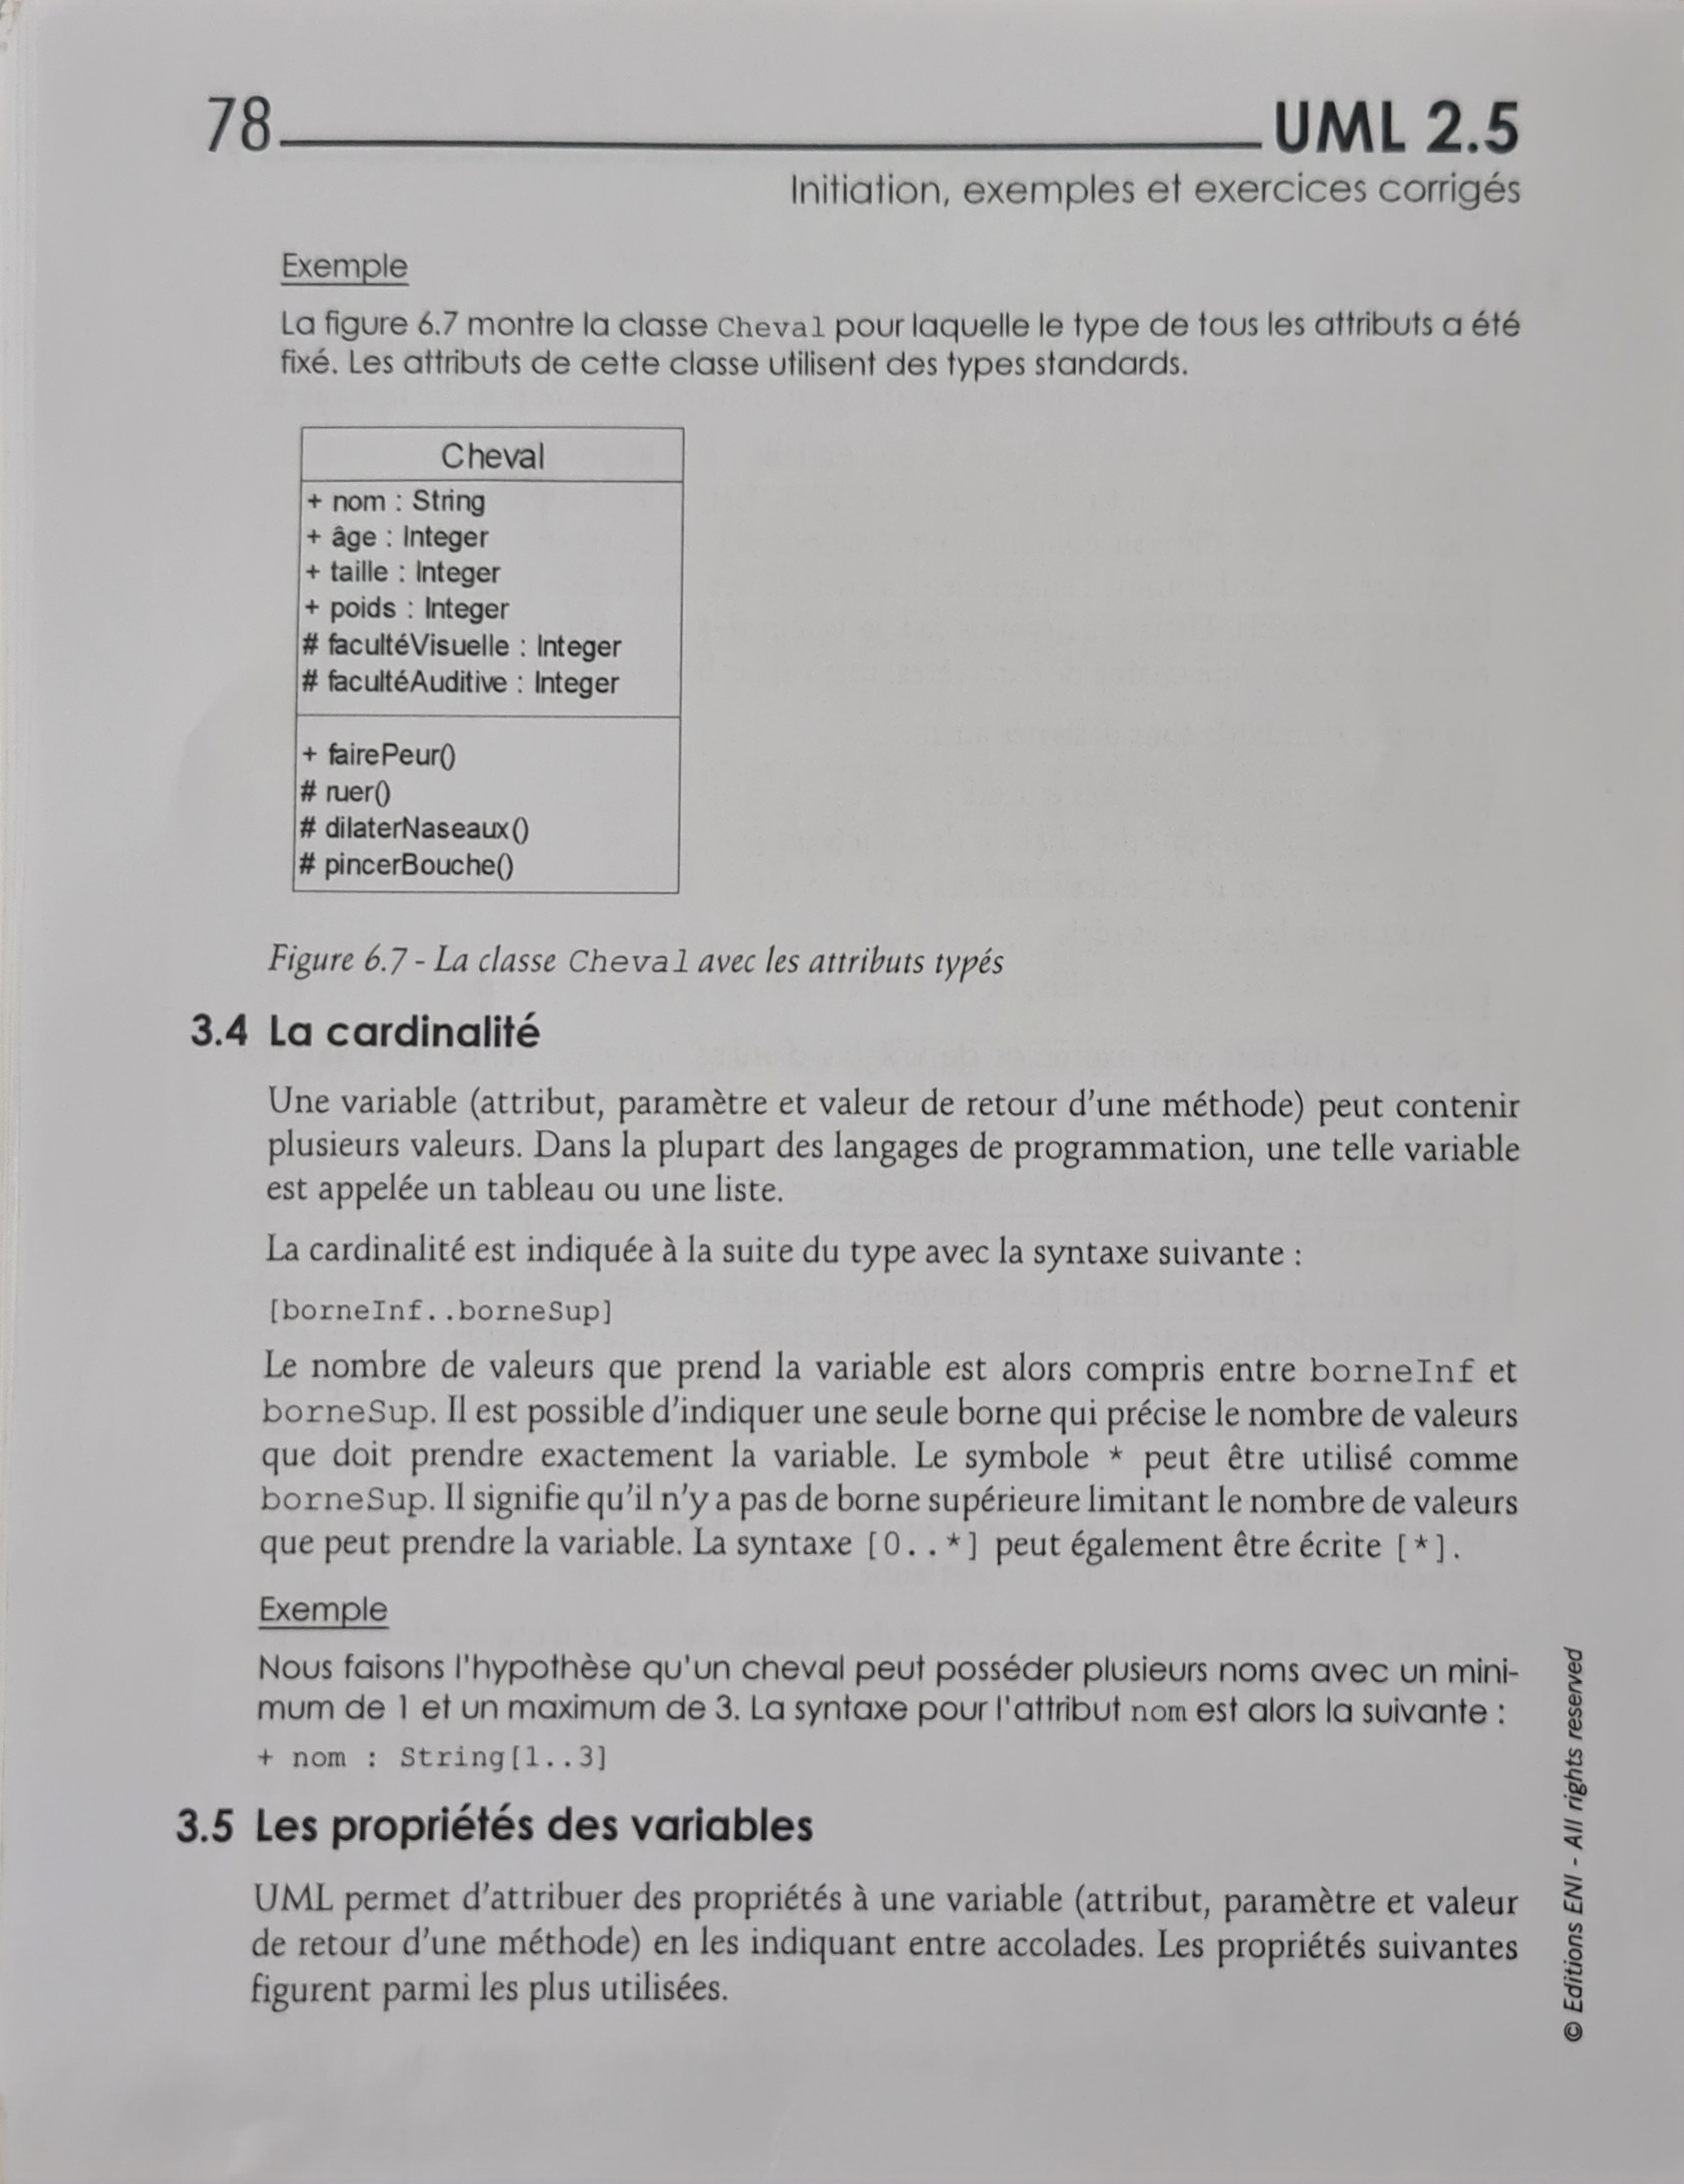 78
UML 2.5
Initiation, exemples et exercices corrigés
Exemple
La figure 6.7 montre la classe Cheval pour laquelle le type de tous les attributs a été
fixé. Les attributs de cette classe utilisent des types standards.
Cheval
+ nom : String
+ âge : Integer
+ taille : Integer
+ poids : Integer
# facultéVisuelle : Integer
# facultéAuditive : Integer
+ fairePeur()
# ruer()
# dilaterNaseaux()
# pincerBouche()
Figure 6.7 - La classe Cheval avec les attributs typés
3.4 La cardinalité
Une variable (attribut, paramètre et valeur de retour d'une méthode) peut contenir
plusieurs valeurs. Dans la plupart des langages de programmation, une telle variable
est appelée un tableau ou une liste.
La cardinalité est indiquée à la suite du type avec la syntaxe suivante :
[borneInf..borneSup]
Le nombre de valeurs que prend la variable est alors compris entre borneInf et
borneSup. Il est possible d'indiquer une seule borne qui précise le nombre de valeurs
que doit prendre exactement la variable. Le symbole * peut être utilisé comme
borneSup. Il signifie qu'il n'y a pas de borne supérieure limitant le nombre de valeurs
que peut prendre la variable. La syntaxe [0..*] peut également être écrite [*].
Exemple
Nous faisons l'hypothèse qu'un cheval peut posséder plusieurs noms avec un mini-
mum de 1 et un maximum de 3. La syntaxe pour l'attribut nom est alors la suivante :
+ nom : String[1..3]
3.5 Les propriétés des variables
UML permet d'attribuer des propriétés à une variable (attribut, paramètre et valeur
de retour d'une méthode) en les indiquant entre accolades. Les propriétés suivantes
figurent parmi les plus utilisées.
© Editions ENI - All rights reserved